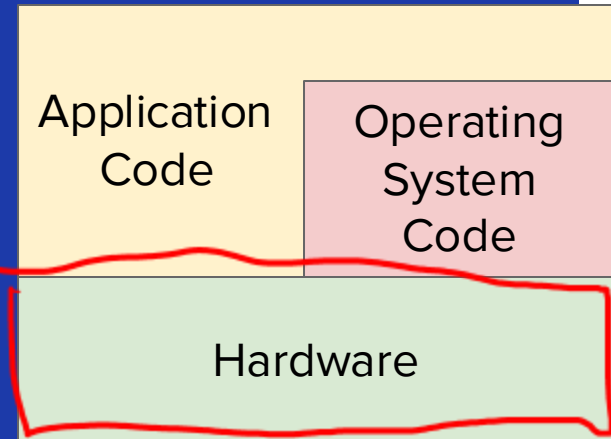 Application
Code
Operating
System
Code
Hardware